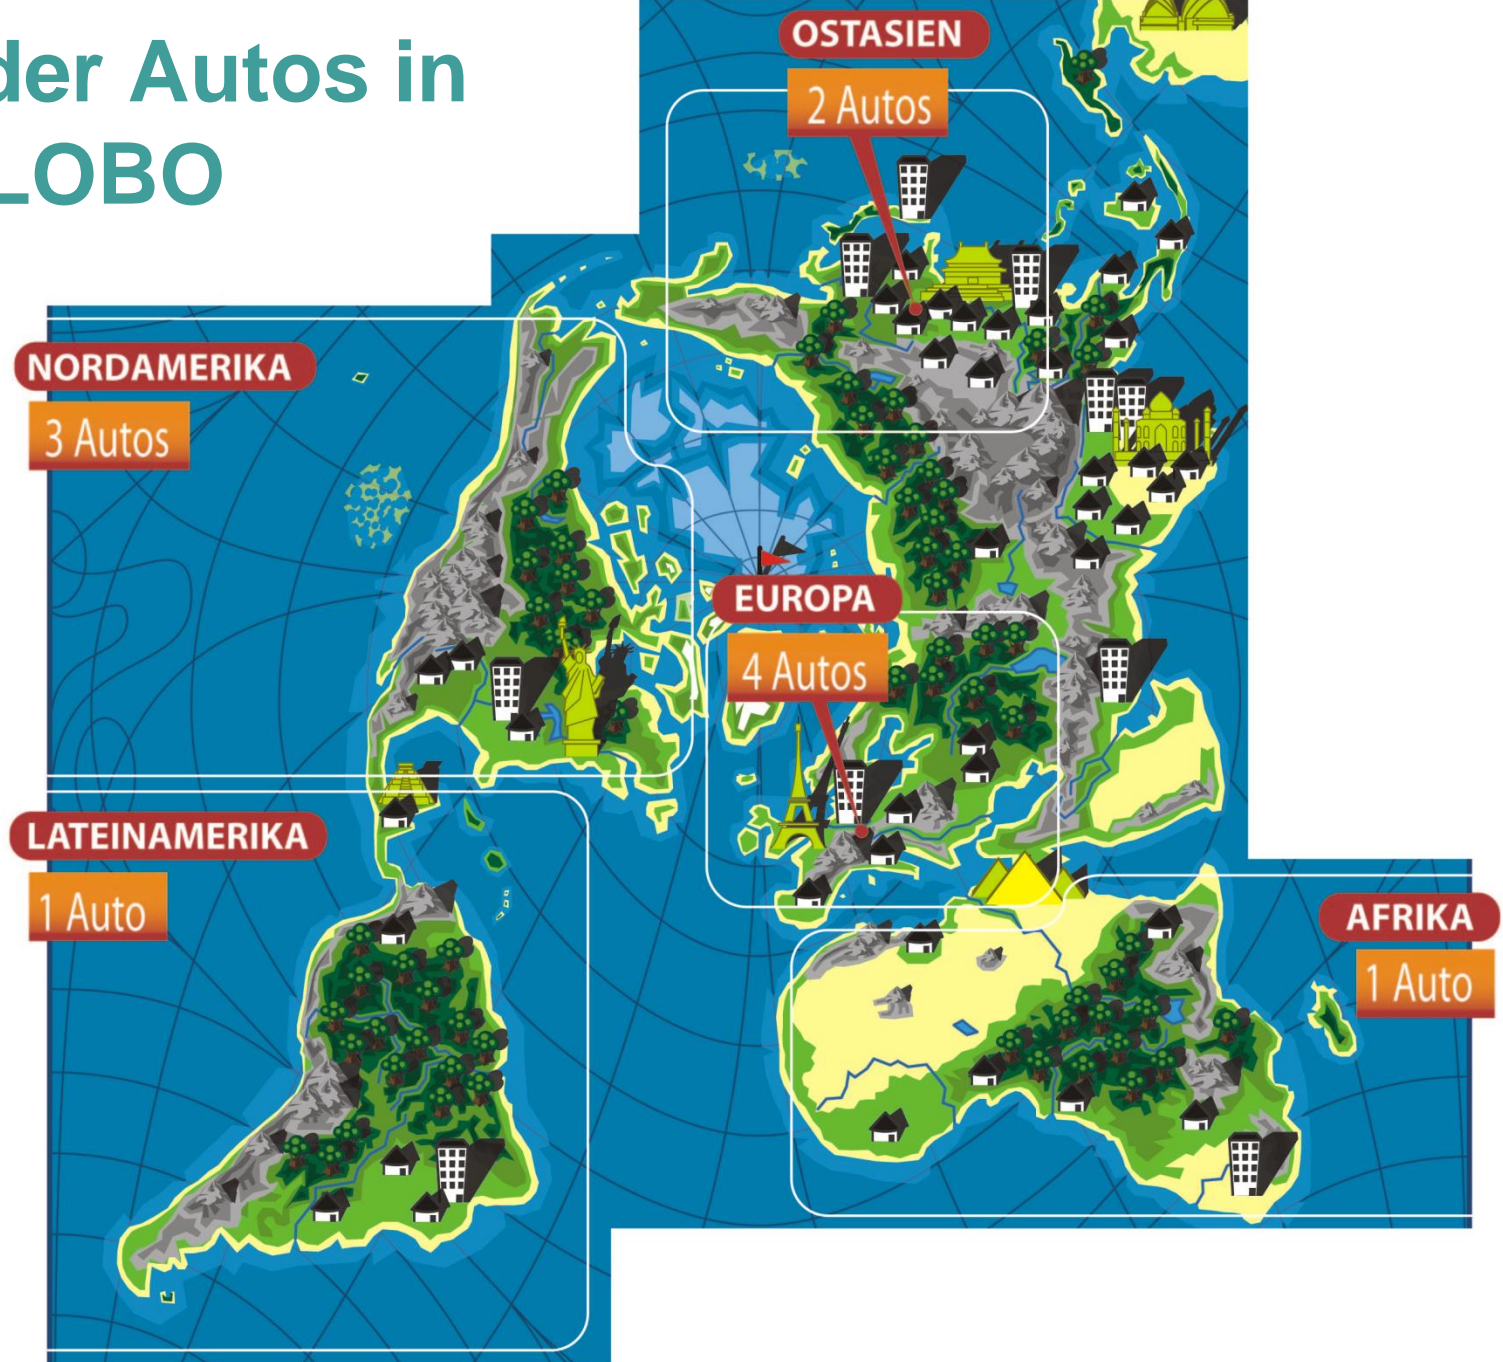 der Autos in
LOBO
OSTASIEN
2 Autos
NORDAMERIKA
3 Autos
EUROPA
4 Autos
LATEINAMERIKA
1 Auto
AFRIKA
1 Auto